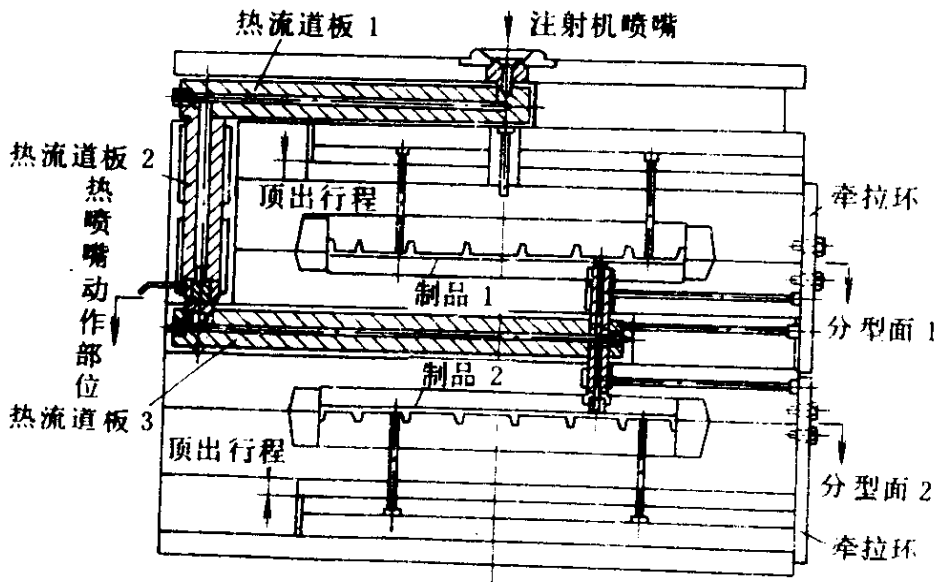 热流道板 1
注射机喷嘴
热流道板 2
热喷嘴动作部位
顶出行程
牵拉环
制品 1
分型面 1
制品 2
热流道板 3
顶出行程
分型面 2
牵拉环